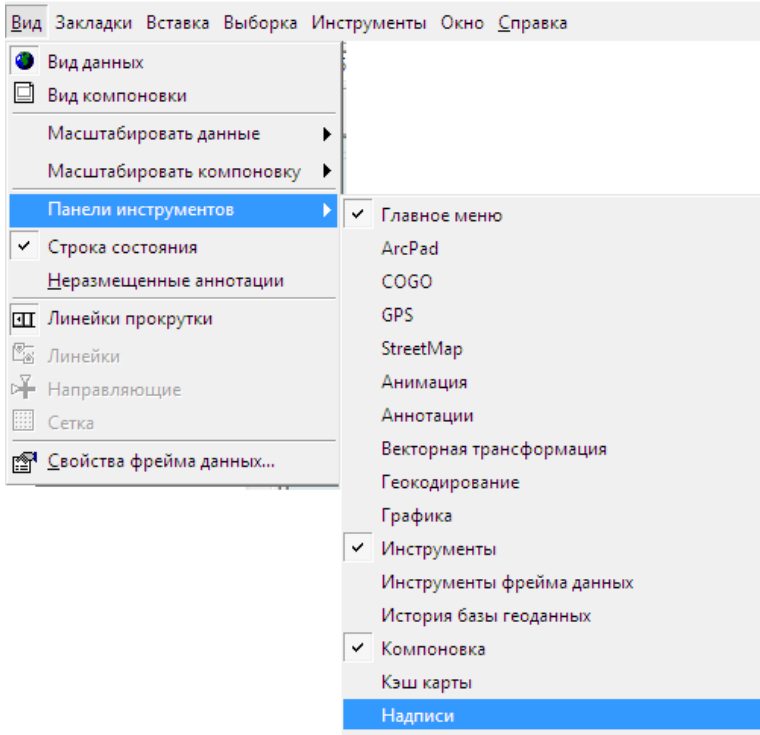 Вид Закладки Вставка Выборка Инструменты Окно Справка
Вид данных
Вид компоновки
Масштабировать данные
Масштабировать компоновку
Панели инструментов
Строка состояния
Неразмещенные аннотации
Линейки прокрутки
Линейки
Направляющие
Сетка
Свойства фрейма данных...
Главное меню
ArcPad
COGO
GPS
StreetMap
Анимация
Аннотации
Векторная трансформация
Геокодирование
Графика
Инструменты
Инструменты фрейма данных
История базы геоданных
Компоновка
Кэш карты
Надписи